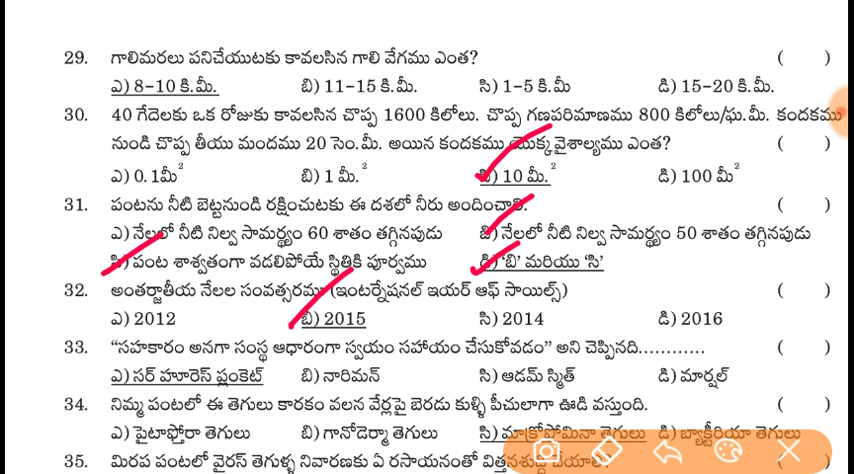 29. గాలిమరలు పనిచేయుటకు కావలసిన గాలి వేగము ఎంత? ( )
ఎ) 8-10 కి.మీ. బి) 11-15 కి.మీ. సి) 1-5 కి.మీ డి) 15-20 కి.మీ.
30. 40 గేదెలకు ఒక రోజుకు కావలసిన చొప్ప 1600 కిలోలు. చొప్ప గణపరిమాణము 800 కిలోలు/ఘ.మీ. కందకము
నుండి చొప్ప తీయు మందము 20 సెం.మీ. అయిన కందకము యొక్క వైశాల్యము ఎంత? ( )
ఎ) 0.1మీ² బి) 1 మీ.² సి) 10 మీ.² డి) 100 మీ²
31. పంటను నీటి బెట్టనుండి రక్షించుటకు ఈ దశలో నీరు అందించాలి. ( )
ఎ) నేలలో నీటి నిల్వ సామర్థ్యం 60 శాతం తగ్గినపుడు బి) నేలలో నీటి నిల్వ సామర్థ్యం 50 శాతం తగ్గినపుడు
సి) పంట శాశ్వతంగా వడలిపోయే స్థితికి పూర్వము డి) 'బి' మరియు 'సి'
32. అంతర్జాతీయ నేలల సంవత్సరము (ఇంటర్నేషనల్ ఇయర్ ఆఫ్ సాయిల్స్) ( )
ఎ) 2012 బి) 2015 సి) 2014 డి) 2016
33. "సహకారం అనగా సంస్థ ఆధారంగా స్వయం సహాయం చేసుకోవడం" అని చెప్పినది............ ( )
ఎ) సర్ హూరెస్ ప్లంకెట్ బి) నారిమన్ సి) ఆడమ్ స్మిత్ డి) మార్షల్
34. నిమ్మ పంటలో ఈ తెగులు కారకం వలన వేర్లపై బెరడు కుళ్ళి పీచులాగా ఊడి వస్తుంది. ( )
ఎ) ఫైటాఫ్తోరా తెగులు బి) గానోడెర్మా తెగులు సి) మాక్రోఫోమినా తెగులు డి) బ్యాక్టీరియా తెగులు
35. మిరప పంటలో వైరస్ తెగుళ్ళ నివారణకు ఏ రసాయనంతో విత్తనశుద్ధి చేయాలి? ( )